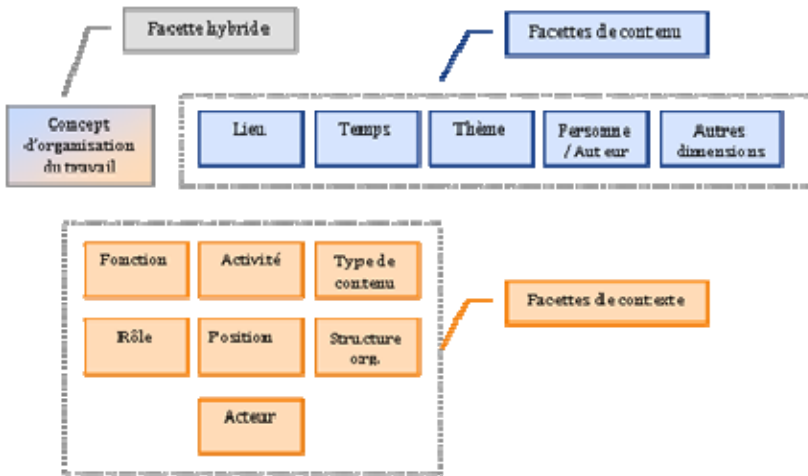 Facette hybride
Facettes de contenu
Concept
d'organisation
du travail
Lieu
Temps
Thème
Personne
/Auteur
Autres
dimensions
Fonction
Activité
Type de
contenu
Facettes de contexte
Rôle
Position
Structure
org.
Acteur